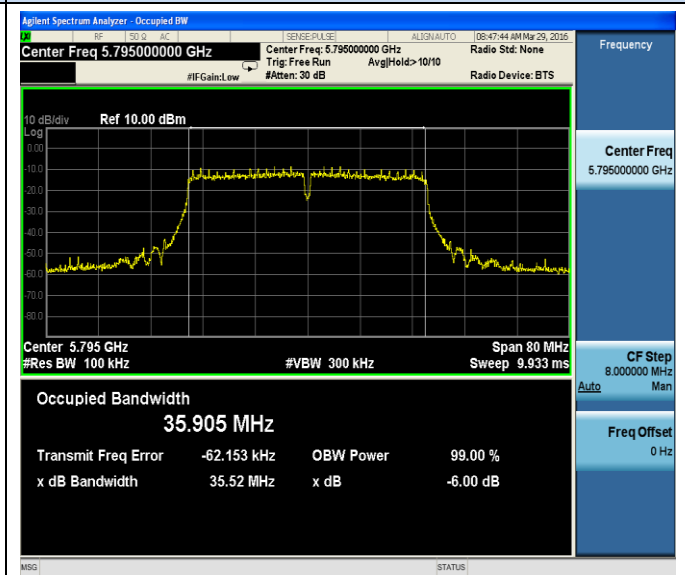 Agilent Spectrum Analyzer - Occupied BW
RF 50 Ω AC SENSE:PULSE ALIGNAUTO 08:47:44 AM Mar 29, 2016
Center Freq 5.795000000 GHz
Center Freq: 5.795000000 GHz
Radio Std: None
Trig: Free Run Avg|Hold:>10/10
#IFGain:Low
#Atten: 30 dB
Radio Device: BTS
10 dB/div Ref 10.00 dBm
Log
0.00
-10.0
-20.0
-30.0
-40.0
-50.0
-60.0
-70.0
-80.0
Center 5.795 GHz Span 80 MHz
#Res BW 100 kHz #VBW 300 kHz Sweep 9.933 ms
Occupied Bandwidth
35.905 MHz
Transmit Freq Error -62.153 kHz OBW Power 99.00 %
x dB Bandwidth 35.52 MHz x dB -6.00 dB
MSG STATUS
Frequency
Center Freq
5.795000000 GHz
CF Step
8.000000 MHz
Auto Man
Freq Offset
0 Hz